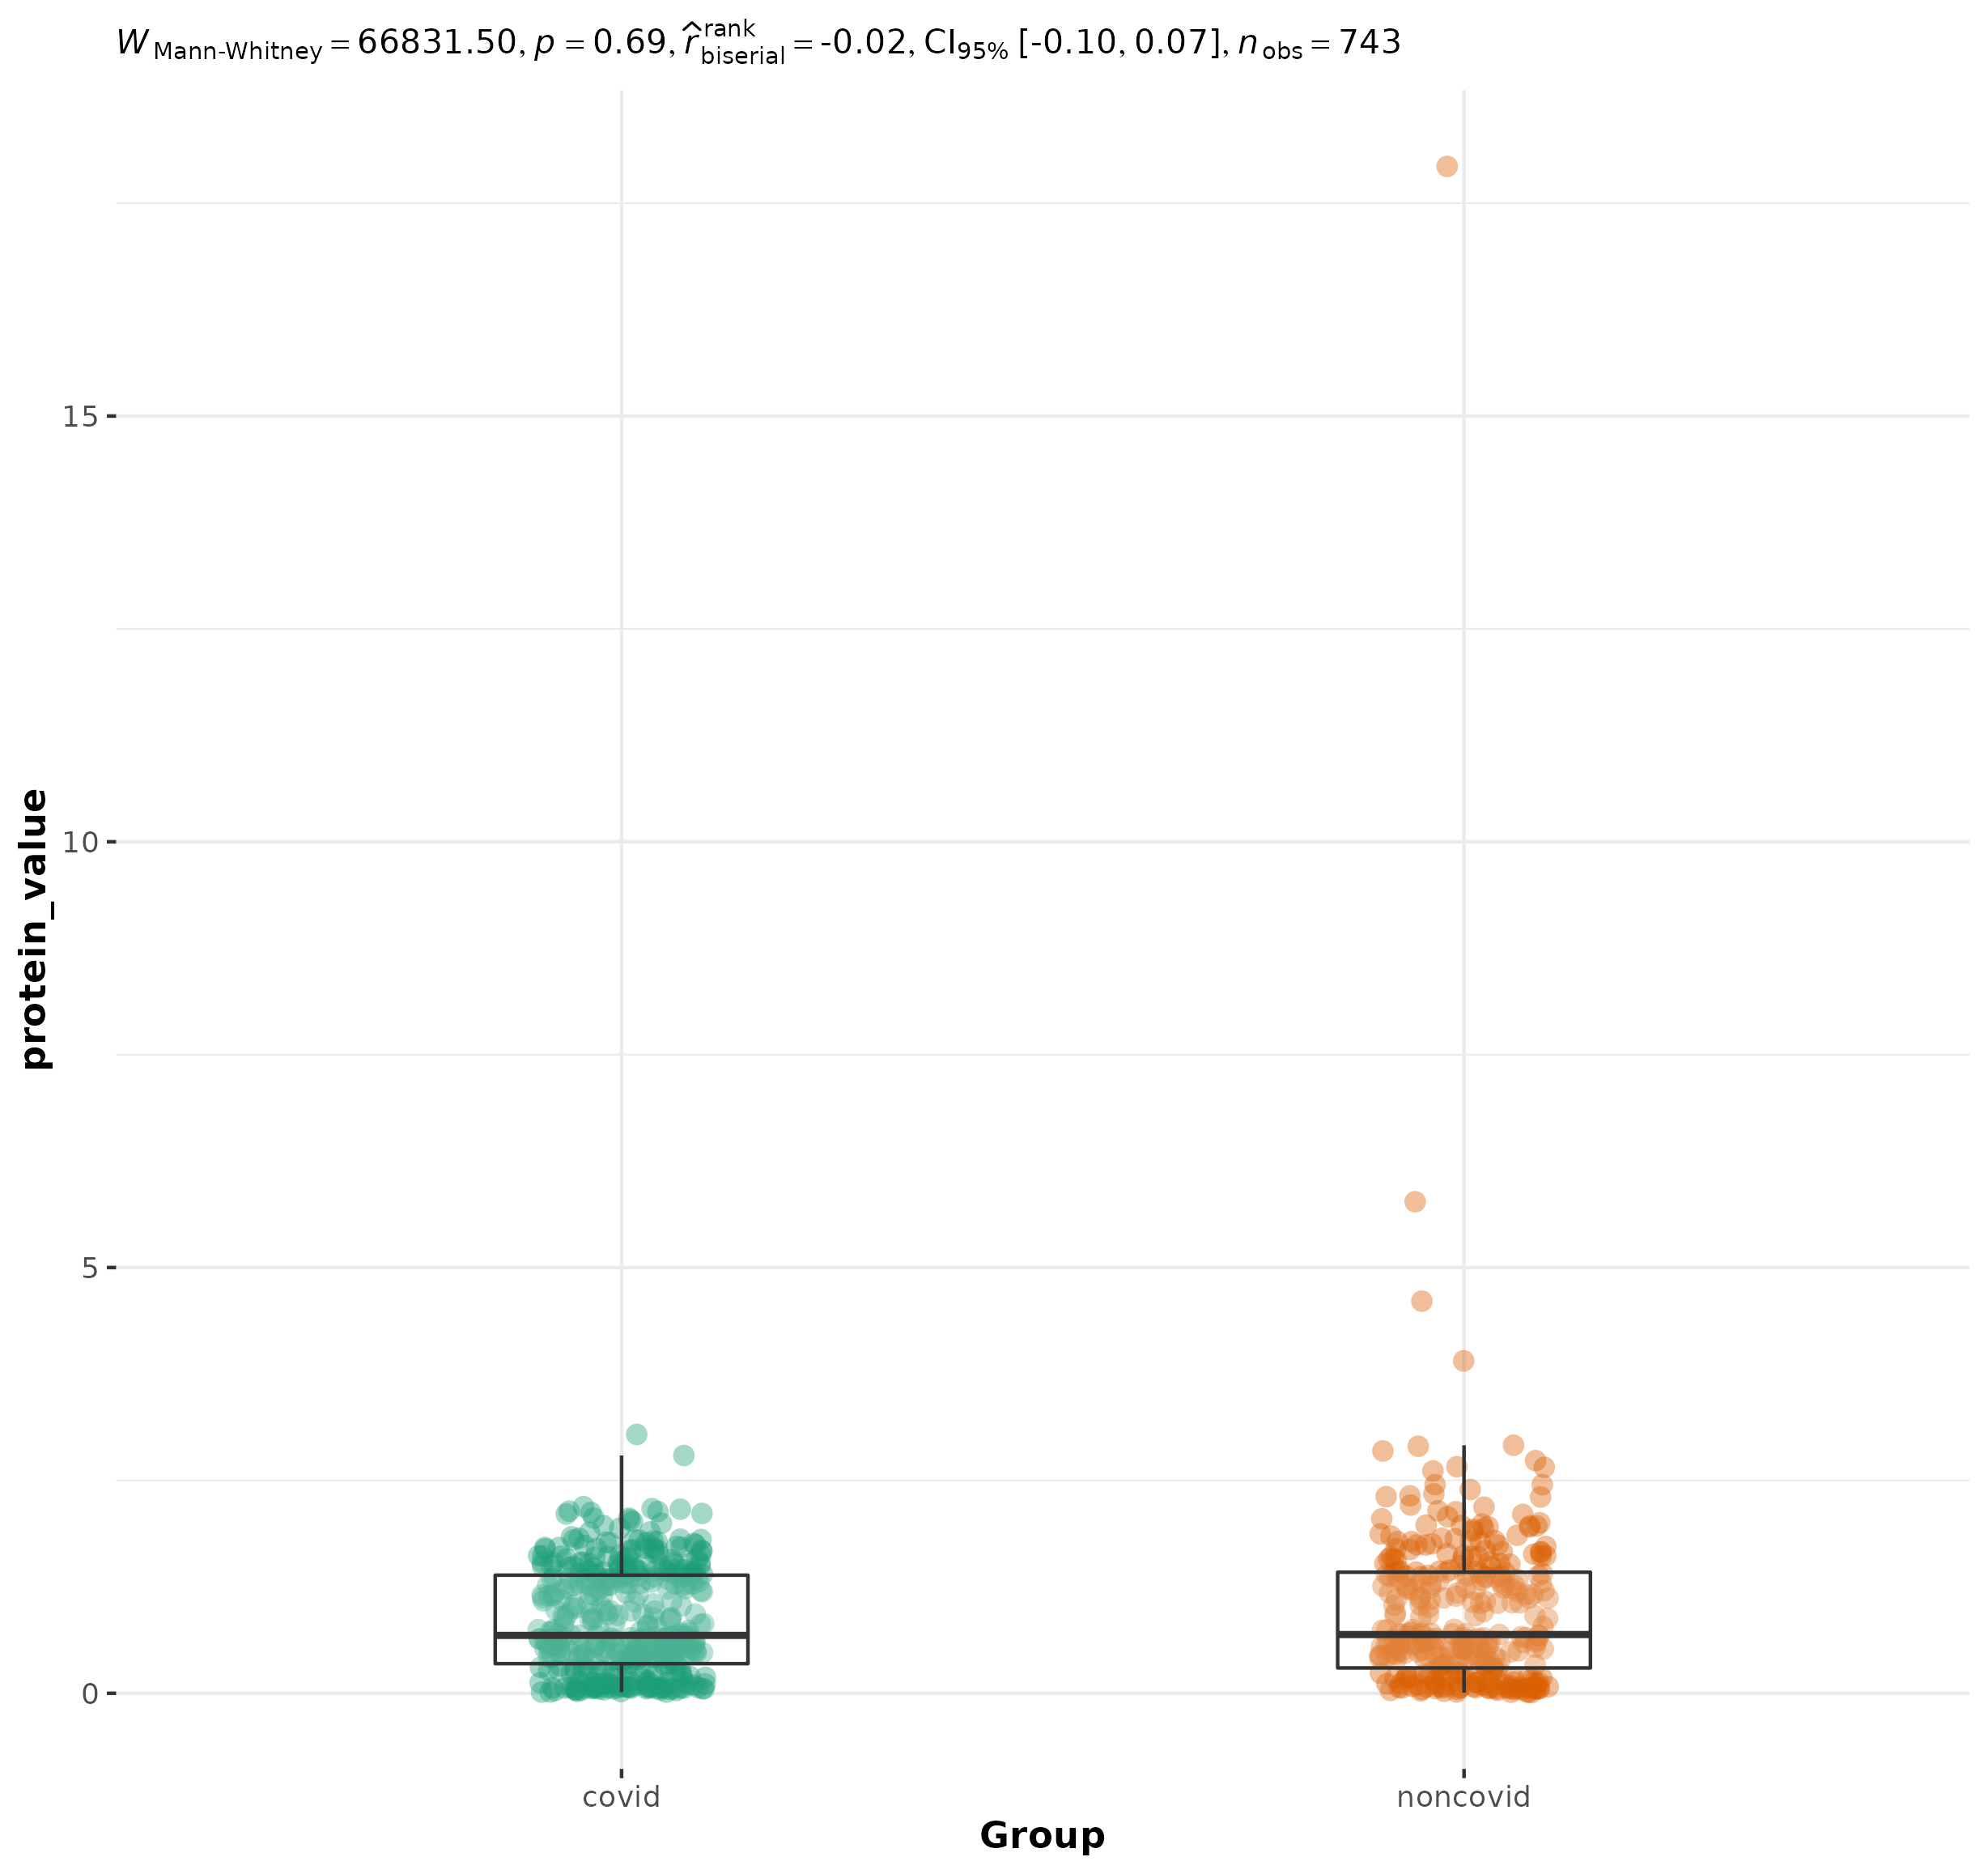 W Mann-Whitney = 66831.50, p = 0.69, r̂ rank biserial = -0.02, CI95% [-0.10, 0.07], n obs = 743
protein_value
15
10
5
0
covid noncovid
Group